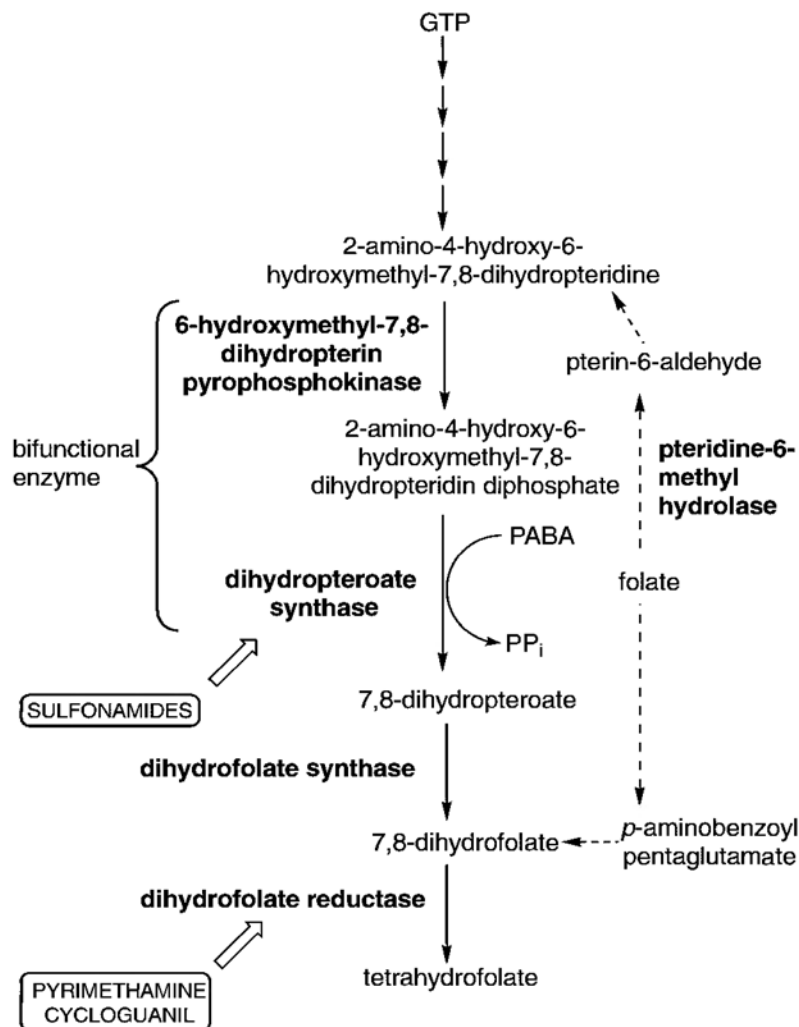 GTP
2-amino-4-hydroxy-6-
hydroxymethyl-7,8-dihydropteridine
6-hydroxymethyl-7,8-
dihydropterin
pyrophosphokinase
pterin-6-aldehyde
bifunctional
enzyme
2-amino-4-hydroxy-6-
hydroxymethyl-7,8-
dihydropteridin diphosphate
pteridine-6-
methyl
hydrolase
PABA
dihydropteroate
synthase
folate
PPi
SULFONAMIDES
7,8-dihydropteroate
dihydrofolate synthase
7,8-dihydrofolate
p-aminobenzoyl
pentaglutamate
dihydrofolate reductase
tetrahydrofolate
PYRIMETHAMINE
CYCLOGUANIL